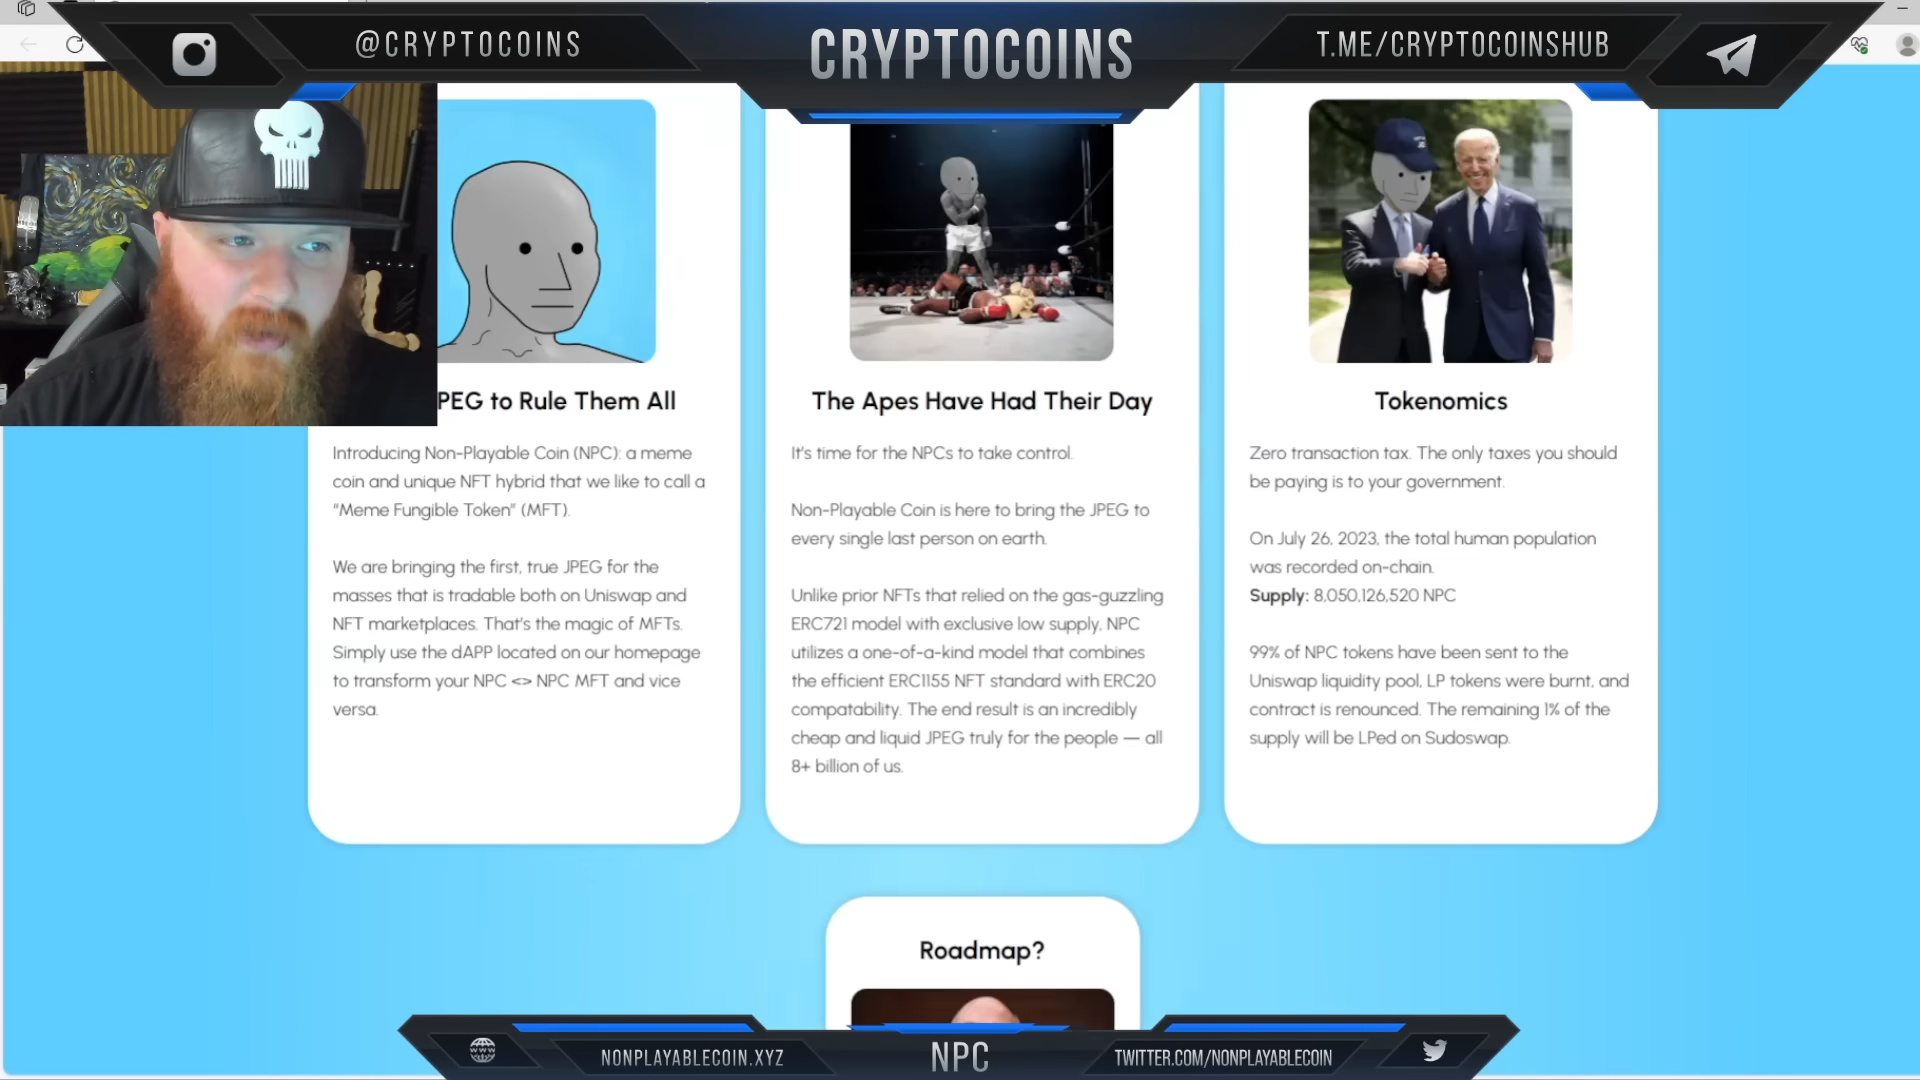 @CRYPTOCOINS
CRYPTOCOINS
T.ME/CRYPTOCOINSHUB
PEG to Rule Them All
Introducing Non-Playable Coin (NPC): a meme
coin and unique NFT hybrid that we like to call a
“Meme Fungible Token” (MFT).
We are bringing the first, true JPEG for the
masses that is tradable both on Uniswap and
NFT marketplaces. That's the magic of MFTs.
Simply use the dAPP located on our homepage
to transform your NPC <> NPC MFT and vice
versa.
The Apes Have Had Their Day
It's time for the NPCs to take control.
Non-Playable Coin is here to bring the JPEG to
every single last person on earth.
Unlike prior NFTs that relied on the gas-guzzling
ERC721 model with exclusive low supply, NPC
utilizes a one-of-a-kind model that combines
the efficient ERC1155 NFT standard with ERC20
compatability. The end result is an incredibly
cheap and liquid JPEG truly for the people — all
8+ billion of us.
Tokenomics
Zero transaction tax. The only taxes you should
be paying is to your government.
On July 26, 2023, the total human population
was recorded on-chain.
Supply: 8,050,126,520 NPC
99% of NPC tokens have been sent to the
Uniswap liquidity pool, LP tokens were burnt, and
contract is renounced. The remaining 1% of the
supply will be LPed on Sudoswap.
Roadmap?
NONPLAYABLECOIN.XYZ
NPC
TWITTER.COM/NONPLAYABLECOIN